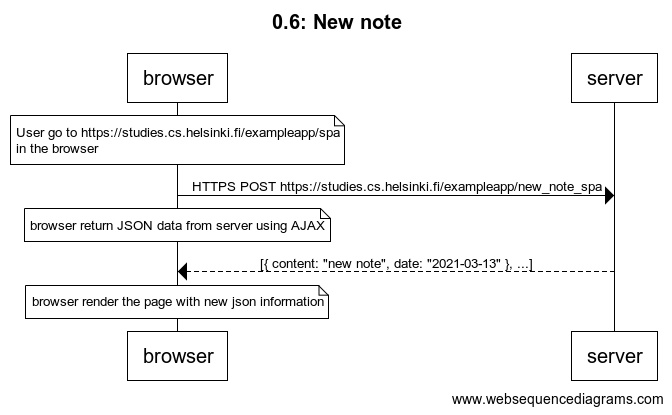 0.6: New note
browser
server
User go to https://studies.cs.helsinki.fi/exampleapp/spa
in the browser
HTTPS POST https://studies.cs.helsinki.fi/exampleapp/new_note_spa
browser return JSON data from server using AJAX
[{ content: "new note", date: "2021-03-13" }, ...]
browser render the page with new json information
browser
server
www.websequencediagrams.com